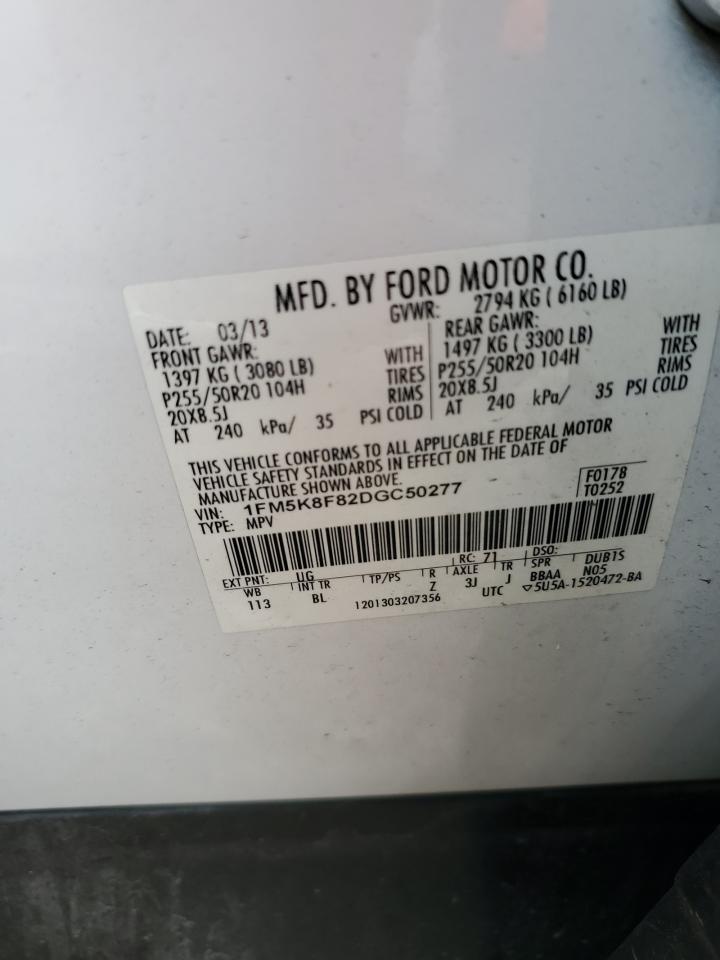 MFD. BY FORD MOTOR CO.
DATE: 03/13
GVWR: 2794 KG ( 6160 LB)
FRONT GAWR:
1397 KG ( 3080 LB) WITH
P255/50R20 104H TIRES
20X8.5J RIMS
AT 240 kPa/ 35 PSI COLD
REAR GAWR: WITH
1497 KG ( 3300 LB) TIRES
P255/50R20 104H RIMS
20X8.5J
AT 240 kPa/ 35 PSI COLD
THIS VEHICLE CONFORMS TO ALL APPLICABLE FEDERAL MOTOR
VEHICLE SAFETY STANDARDS IN EFFECT ON THE DATE OF
MANUFACTURE SHOWN ABOVE.
VIN: 1FM5K8F82DGC50277
TYPE: MPV
F0178
T0252
EXT PNT: UG RC: 71 DSO:
WB INT TR TP/PS R AXLE TR SPR DUB1S
113 BL Z 3J J BBAA N05
1201303207356 UTC ▽5U5A-1520472-BA